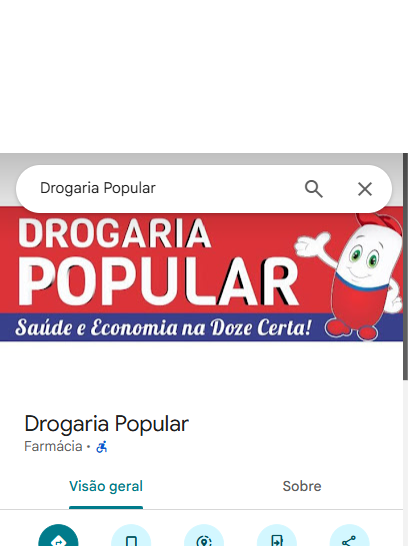 Drogaria Popular
DROGARIA
POPULAR
Saúde e Economia na Doze Certa!
Drogaria Popular
Farmácia ·
Visão geral
Sobre